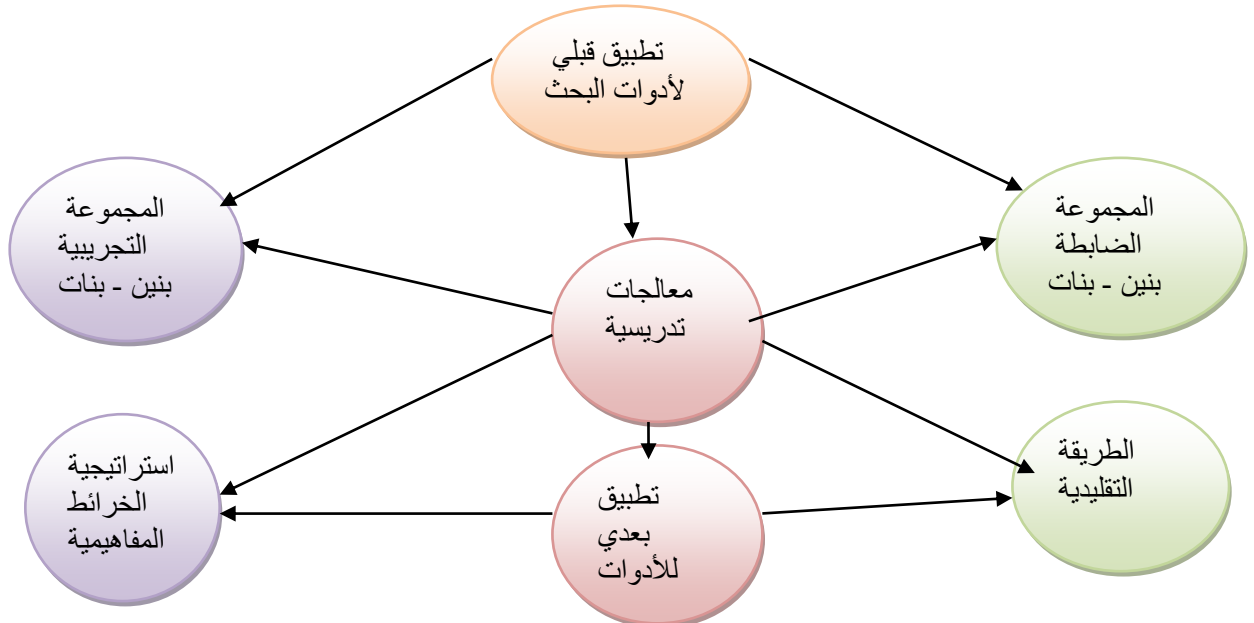 تطبيق قبلي
لأدوات البحث
المجموعة
الضابطة
بنين - بنات
المجموعة
التجريبية
بنين - بنات
معالجات
تدريسية
الطريقة
التقليدية
تطبيق
بعدي
للأدوات
استراتيجية
الخرائط
المفاهيمية